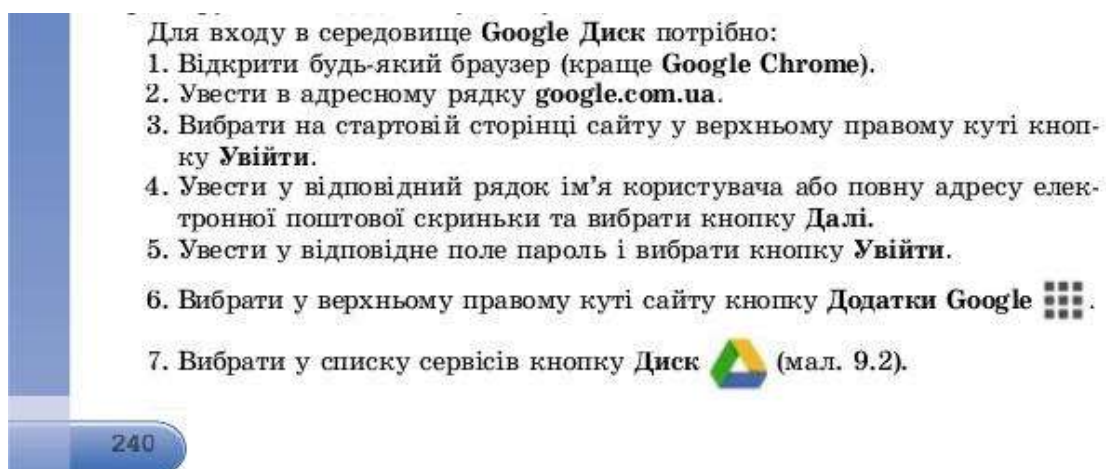 Для входу в середовище Google Диск потрібно:
1. Відкрити будь-який браузер (краще Google Chrome).
2. Увести в адресному рядку google.com.ua.
3. Вибрати на стартовій сторінці сайту у верхньому правому куті кноп-
ку Увійти.
4. Увести у відповідний рядок ім’я користувача або повну адресу елек-
тронної поштової скриньки та вибрати кнопку Далі.
5. Увести у відповідне поле пароль і вибрати кнопку Увійти.
6. Вибрати у верхньому правому куті сайту кнопку Додатки Google .
7. Вибрати у списку сервісів кнопку Диск (мал. 9.2).
240